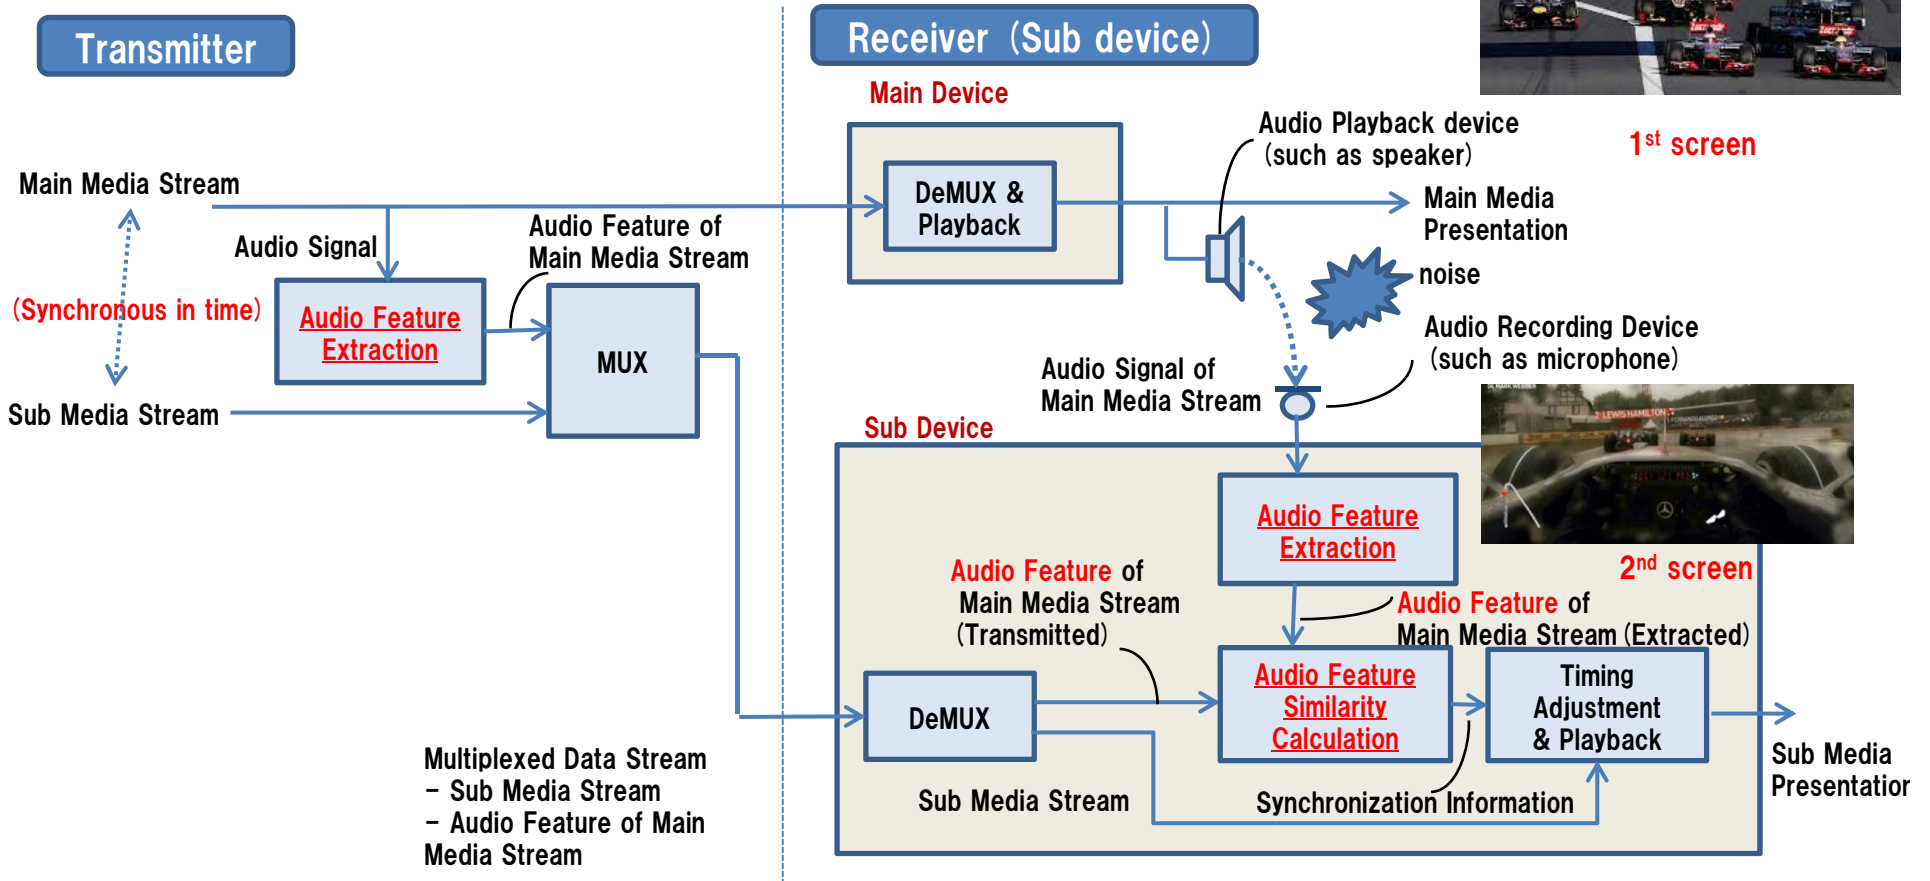 Transmitter
Receiver (Sub device)
Main Device
Audio Playback device
(such as speaker)
1st screen
Main Media Stream
DeMUX &
Playback
Main Media
Presentation
Audio Feature of
Main Media Stream
Audio Signal
noise
(Synchronous in time)
Audio Feature
Extraction
MUX
Audio Recording Device
(such as microphone)
Audio Signal of
Main Media Stream
Sub Media Stream
Sub Device
LEWIS HAMILTON
Audio Feature
Extraction
2nd screen
Audio Feature of
Main Media Stream
(Transmitted)
Audio Feature of
Main Media Stream (Extracted)
DeMUX
Audio Feature
Similarity
Calculation
Timing
Adjustment
& Playback
Multiplexed Data Stream
- Sub Media Stream
- Audio Feature of Main
Media Stream
Sub Media Stream
Synchronization Information
Sub Media
Presentation